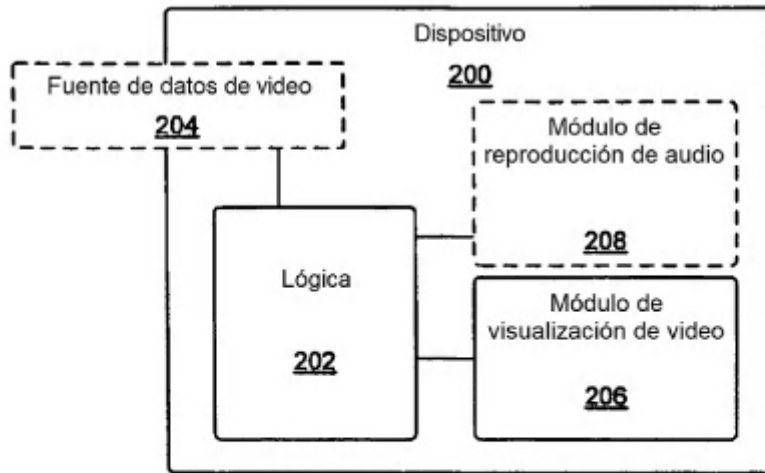 Dispositivo
200
Fuente de datos de video
204
Módulo de
reproducción de audio
208
Lógica
202
Módulo de
visualización de video
206